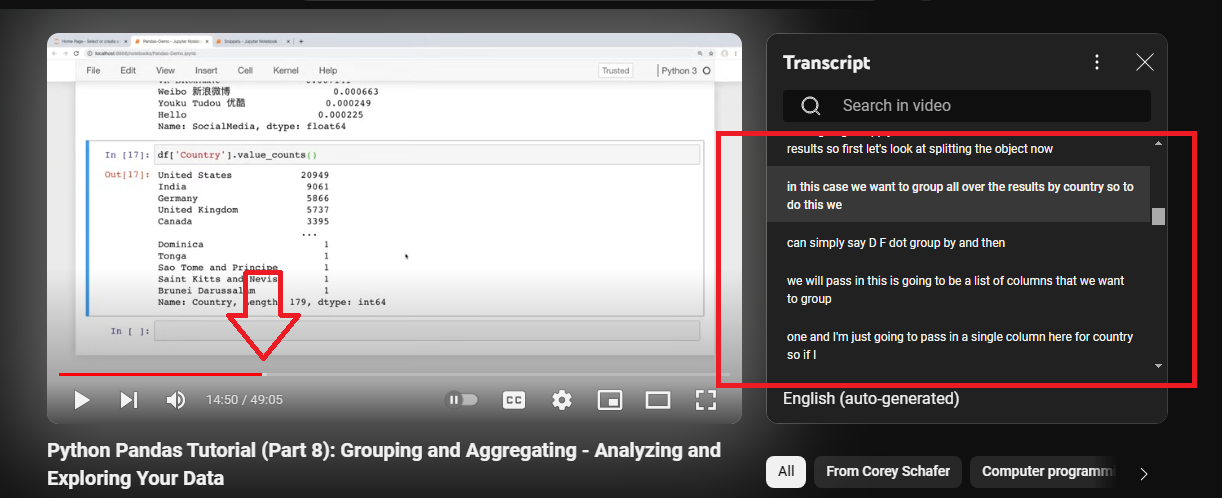 Home Page - Select or create a
Pandas-Demo - Jupyter Notebook
Snippets - Jupyter Notebook
localhost:8888/notebooks/Pandas-Demo.ipynb
File Edit View Insert Cell Kernel Help Trusted Python 3
Weibo 新浪微博 0.000663
Youku Tudou 优酷 0.000249
Hello 0.000225
Name: SocialMedia, dtype: float64
In [17]: df['Country'].value_counts()
Out[17]: United States 20949
India 9061
Germany 5866
United Kingdom 5737
Canada 3395
...
Dominica 1
Tonga 1
Sao Tome and Principe 1
Saint Kitts and Nevis 1
Brunei Darussalam 1
Name: Country, Length: 179, dtype: int64
In [ ]:
14:50 / 49:05
CC
Python Pandas Tutorial (Part 8): Grouping and Aggregating - Analyzing and
Exploring Your Data
Transcript
Search in video
results so first let's look at splitting the object now
in this case we want to group all over the results by country so to
do this we
can simply say D F dot group by and then
we will pass in this is going to be a list of columns that we want
to group
one and I'm just going to pass in a single column here for country
so if I
English (auto-generated)
All From Corey Schafer Computer programmi